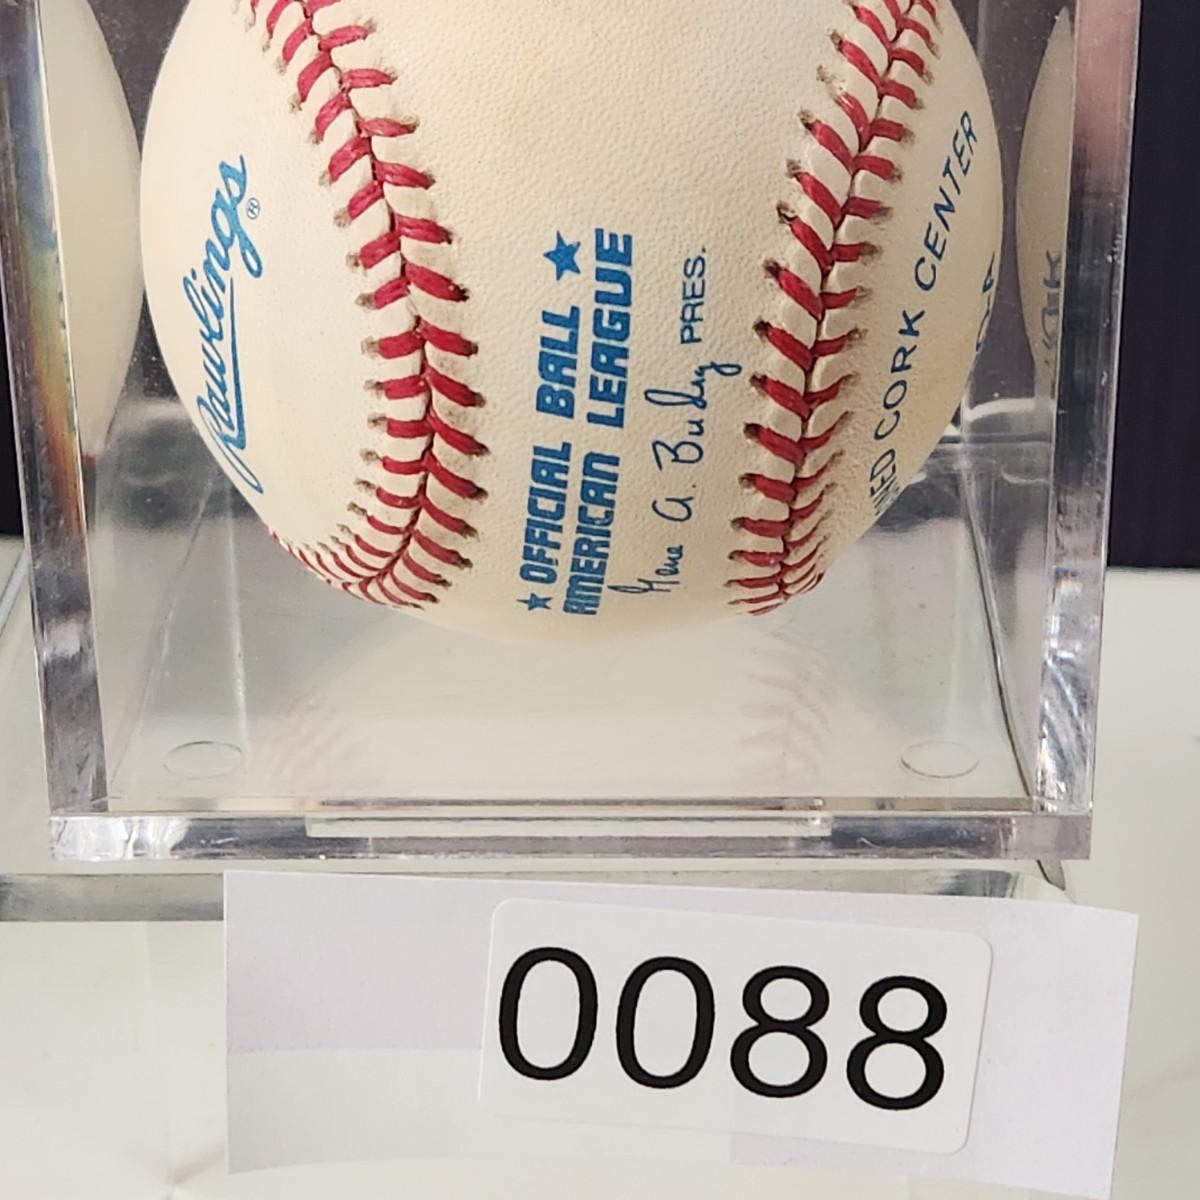 Rawlings®
★ OFFICIAL BALL ★
AMERICAN LEAGUE
Gene A. Budig PRES.
CORK CENTER
0088